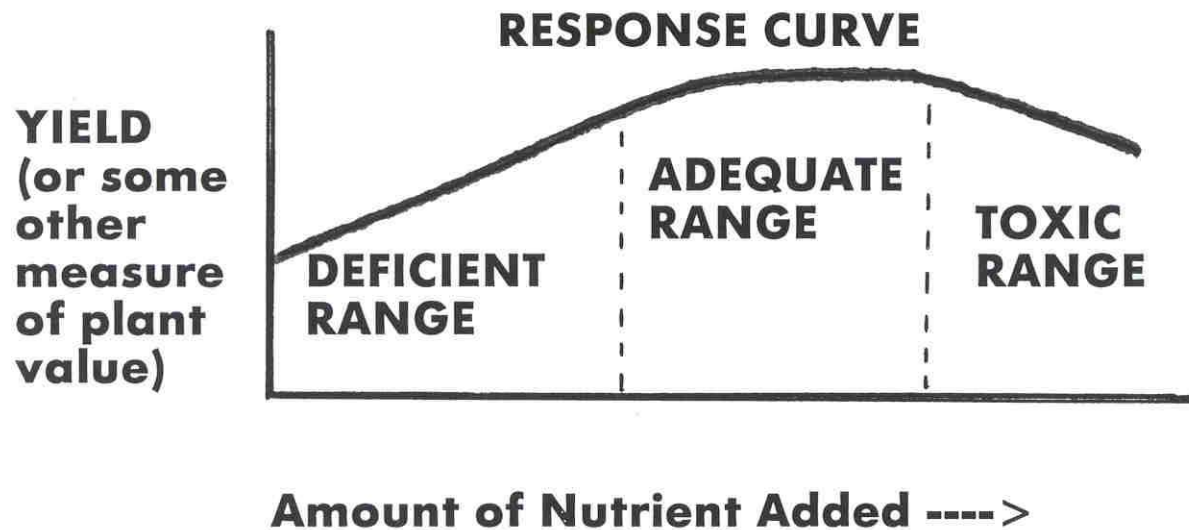 RESPONSE CURVE
YIELD
(or some
other
measure
of plant
value)
DEFICIENT
RANGE
ADEQUATE
RANGE
TOXIC
RANGE
Amount of Nutrient Added ---->